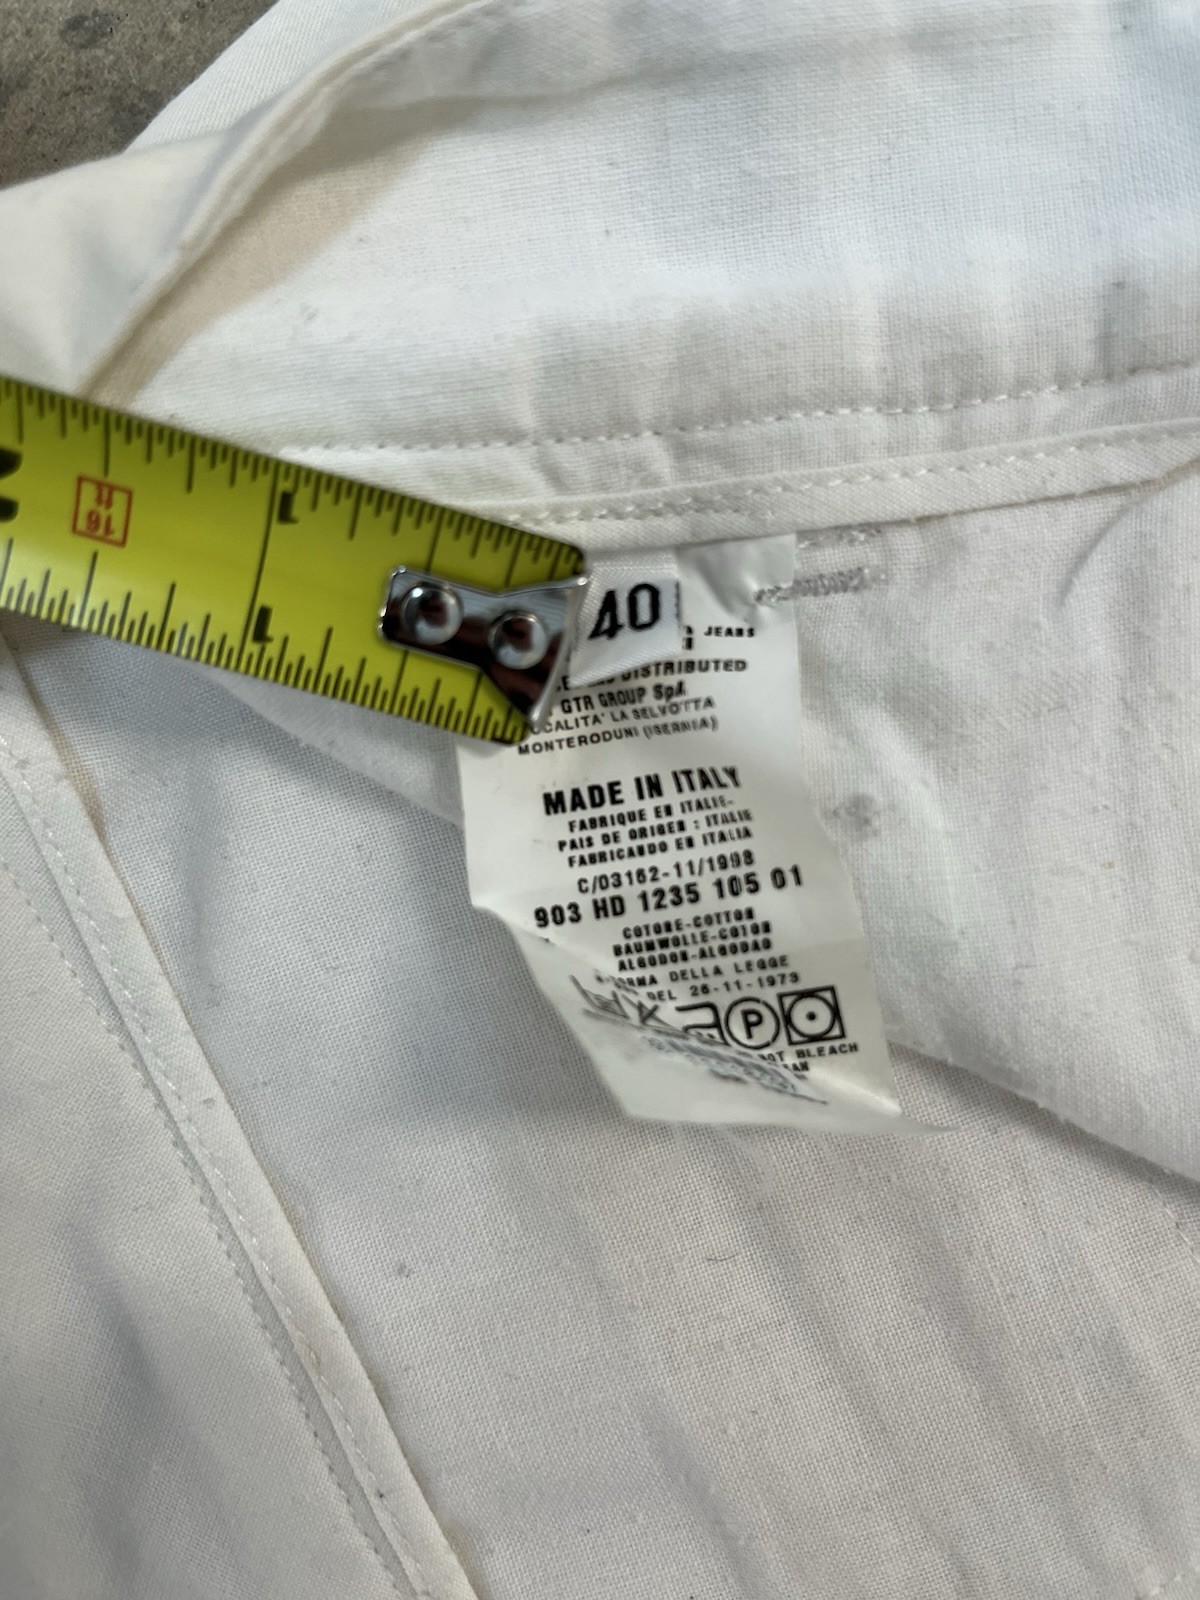 40
JEANS
DISTRIBUTED
GTR GROUP SpA
LA SELVOTTA
MONTERODUNI (ISERNIA)
MADE IN ITALY
FABRIQUE EN ITALIE-
PAIS DE ORIGEN : ITALIE
FABRICANDO EN ITALIA
C/03162-11/1998
903 HD 1235 105 01
COTONE-COTTON
BAUMWOLLE-COTON
ALGODON-ALGODAO
DELLA LEGGE
DEL 26-11-1973
P
BLEACH
16
1
1